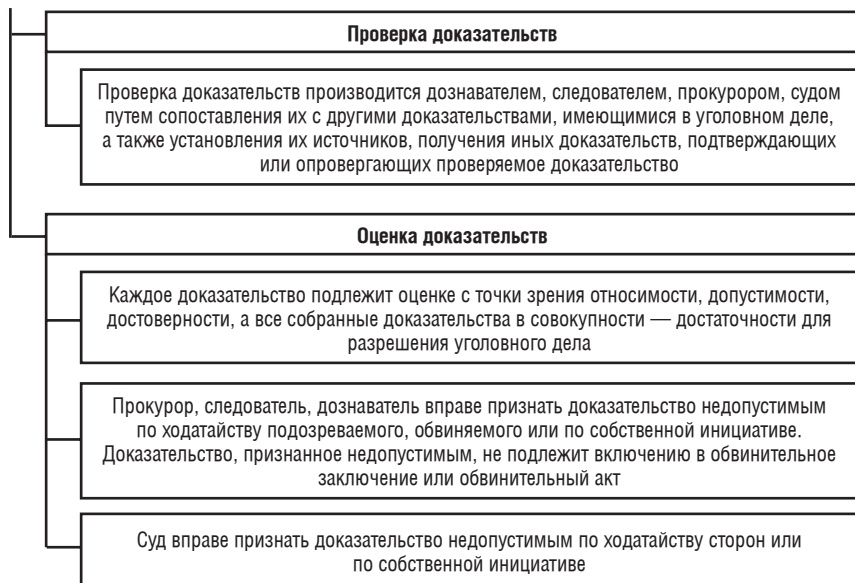 Проверка доказательств
Проверка доказательств производится дознавателем, следователем, прокурором, судом
путем сопоставления их с другими доказательствами, имеющимися в уголовном деле,
а также установления их источников, получения иных доказательств, подтверждающих
или опровергающих проверяемое доказательство
Оценка доказательств
Каждое доказательство подлежит оценке с точки зрения относимости, допустимости,
достоверности, а все собранные доказательства в совокупности — достаточности для
разрешения уголовного дела
Прокурор, следователь, дознаватель вправе признать доказательство недопустимым
по ходатайству подозреваемого, обвиняемого или по собственной инициативе.
Доказательство, признанное недопустимым, не подлежит включению в обвинительное
заключение или обвинительный акт
Суд вправе признать доказательство недопустимым по ходатайству сторон или
по собственной инициативе